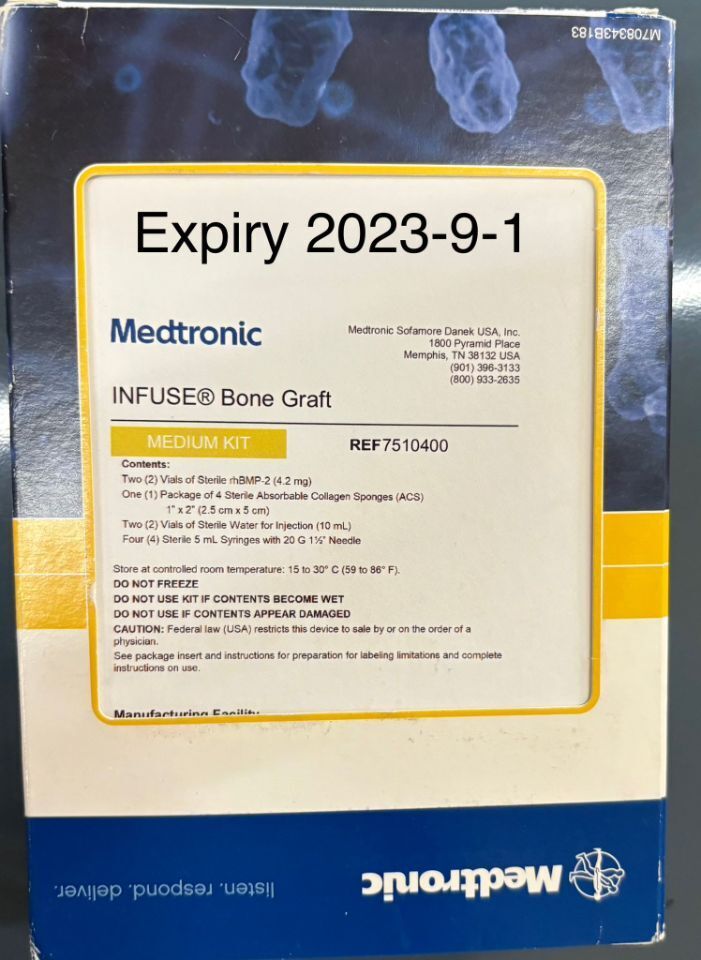 M708343B183
Expiry 2023-9-1
Medtronic
Medtronic Sofamore Danek USA, Inc.
1800 Pyramid Place
Memphis, TN 38132 USA
(901) 396-3133
(800) 933-2635
INFUSE® Bone Graft
MEDIUM KIT
REF7510400
Contents:
Two (2) Vials of Sterile rhBMP-2 (4.2 mg)
One (1) Package of 4 Sterile Absorbable Collagen Sponges (ACS)
1" x 2" (2.5 cm x 5 cm)
Two (2) Vials of Sterile Water for Injection (10 mL)
Four (4) Sterile 5 mL Syringes with 20 G 1½" Needle
Store at controlled room temperature: 15 to 30° C (59 to 86° F).
DO NOT FREEZE
DO NOT USE KIT IF CONTENTS BECOME WET
DO NOT USE IF CONTENTS APPEAR DAMAGED
CAUTION: Federal law (USA) restricts this device to sale by or on the order of a
physician.
See package insert and instructions for preparation for labeling limitations and complete
instructions on use.
Manufacturing Facility
Medtronic
listen. respond. deliver.